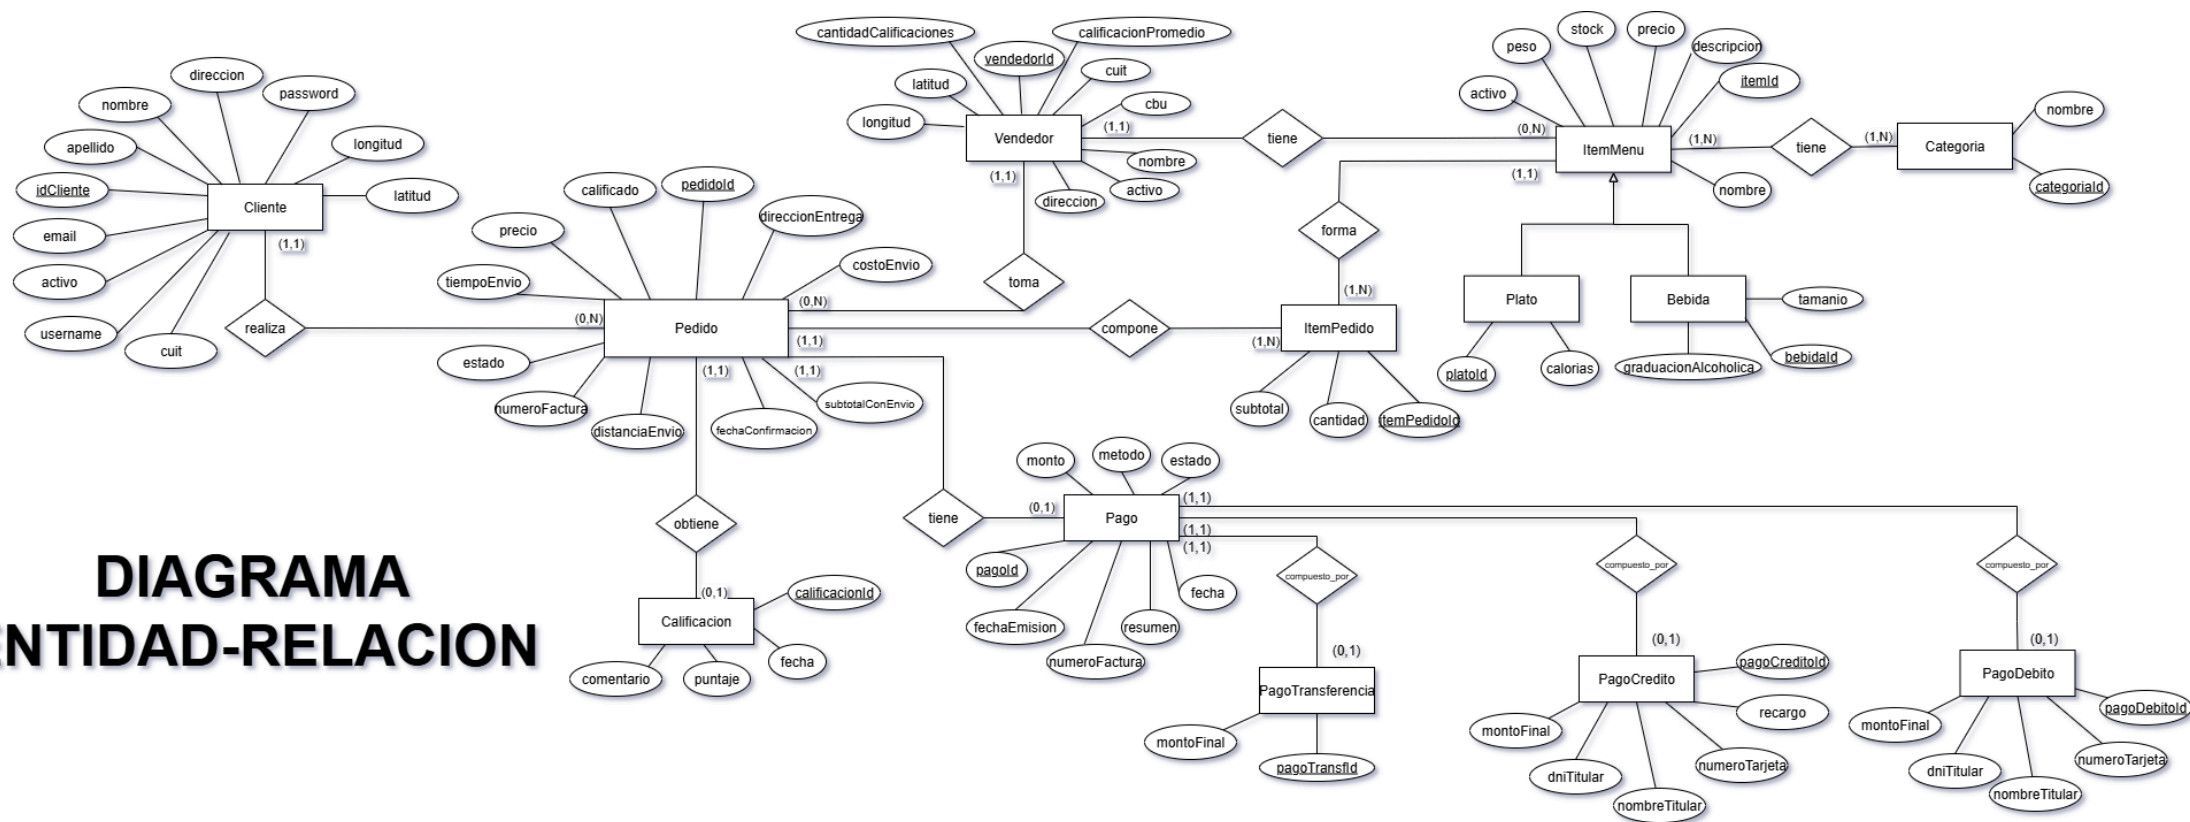 cantidadCalificaciones
calificacionPromedio
vendedorId
latitud
cuit
longitud
cbu
Vendedor
(1,1)
nombre
activo
direccion
(1,1)
tiene
(0,N)
stock
precio
peso
descripcion
itemId
activo
ItemMenu
nombre
(1,N)
(1,1)
tiene
(1,N)
Categoria
nombre
categoriaId
direccion
nombre
password
apellido
longitud
idCliente
latitud
Cliente
email
(1,1)
activo
username
cuit
realiza
(0,N)
calificado
pedidoId
direccionEntrega
precio
costoEnvio
tiempoEnvio
Pedido
(0,N)
(1,1)
(1,1)
(1,1)
estado
numeroFactura
distanciaEnvio
fechaConfirmacion
subtotalConEnvio
toma
compone
forma
(1,N)
ItemPedido
(1,N)
subtotal
cantidad
itemPedidoId
Plato
platoId
calorias
Bebida
tamanio
graduacionAlcoholica
bebidaId
obtiene
(0,1)
Calificacion
calificacionId
comentario
puntaje
fecha
tiene
(0,1)
monto
metodo
estado
Pago
(1,1)
(1,1)
(1,1)
pagoId
fechaEmision
numeroFactura
resumen
fecha
compuesto_por
(0,1)
PagoTransferencia
montoFinal
pagoTransfId
compuesto_por
(0,1)
PagoCredito
pagoCreditoId
recargo
montoFinal
dniTitular
nombreTitular
numeroTarjeta
compuesto_por
(0,1)
PagoDebito
pagoDebitoId
montoFinal
dniTitular
nombreTitular
numeroTarjeta
DIAGRAMA
ENTIDAD-RELACION